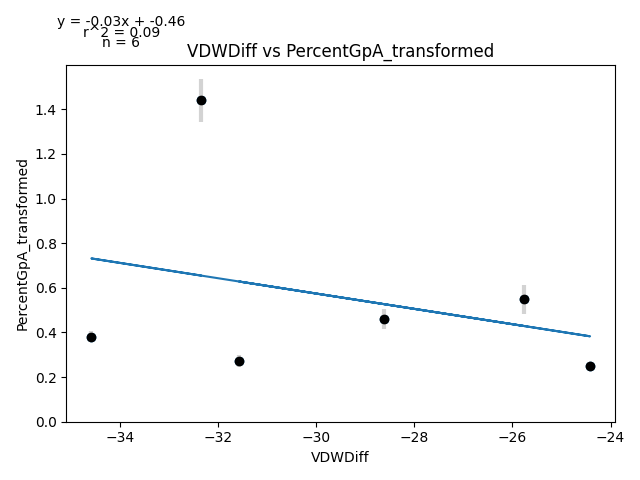 y = -0.03x + -0.46
r^2 = 0.09
n = 6
VDWDiff vs PercentGpA_transformed
PercentGpA_transformed
1.4
1.2
1.0
0.8
0.6
0.4
0.2
0.0
−34
−32
−30
−28
−26
−24
VDWDiff